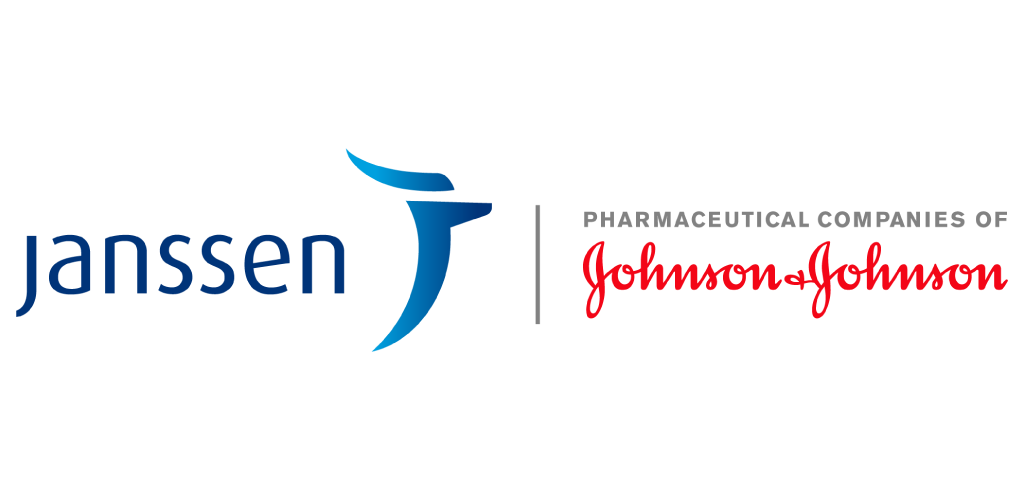 Janssen
PHARMACEUTICAL COMPANIES OF
Johnson & Johnson